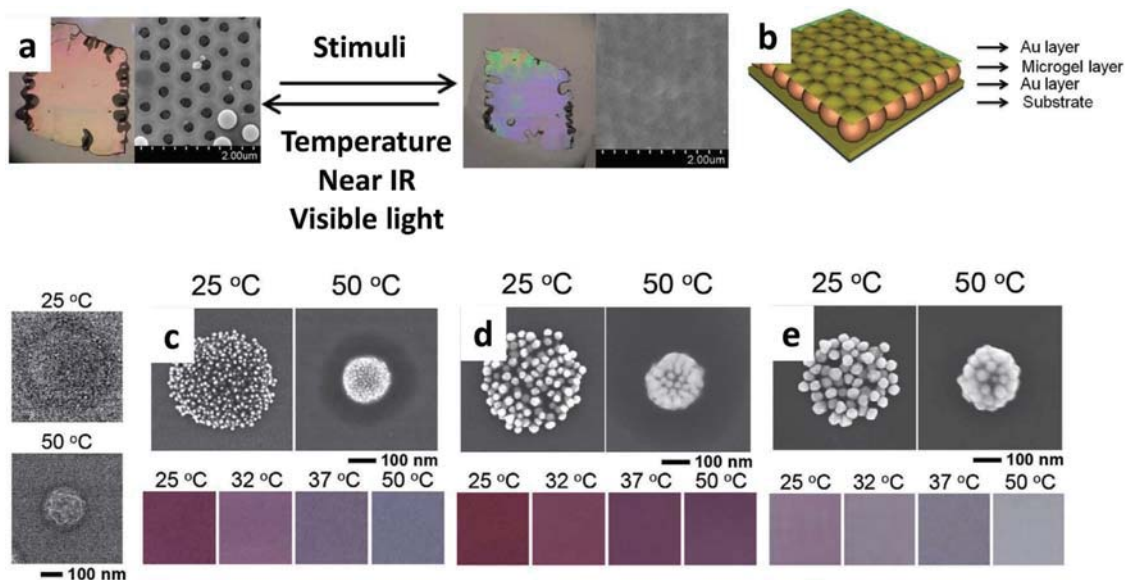 a
2.00um
Stimuli
Temperature
Near IR
Visible light
2.00um
b
Au layer
Microgel layer
Au layer
Substrate
25 °C
50 °C
100 nm
c
25 °C 50 °C
100 nm
25 °C 32 °C 37 °C 50 °C
d
25 °C 50 °C
100 nm
25 °C 32 °C 37 °C 50 °C
e
25 °C 50 °C
100 nm
25 °C 32 °C 37 °C 50 °C